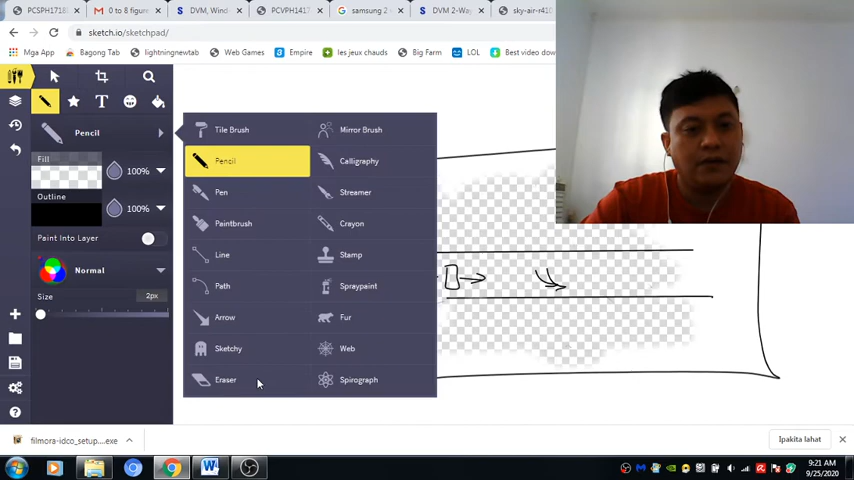 PCSPH1718
0 to 8 figure
DVM, Wind
PCVPH1417
samsung 2
DVM 2-Way
sky-air-r410
sketch.io/sketchpad/
Mga App
Bagong Tab
lightningnewtab
Web Games
Empire
les jeux chauds
Big Farm
LOL
Best video dow
Pencil
Fill
100%
Outline
100%
Paint Into Layer
Normal
Size
2px
Tile Brush
Mirror Brush
Pencil
Calligraphy
Pen
Streamer
Paintbrush
Crayon
Line
Stamp
Path
Spraypaint
Arrow
Fur
Sketchy
Web
Eraser
Spirograph
filmora-idco_setup....exe
Ipakita lahat
9:21 AM
9/25/2020